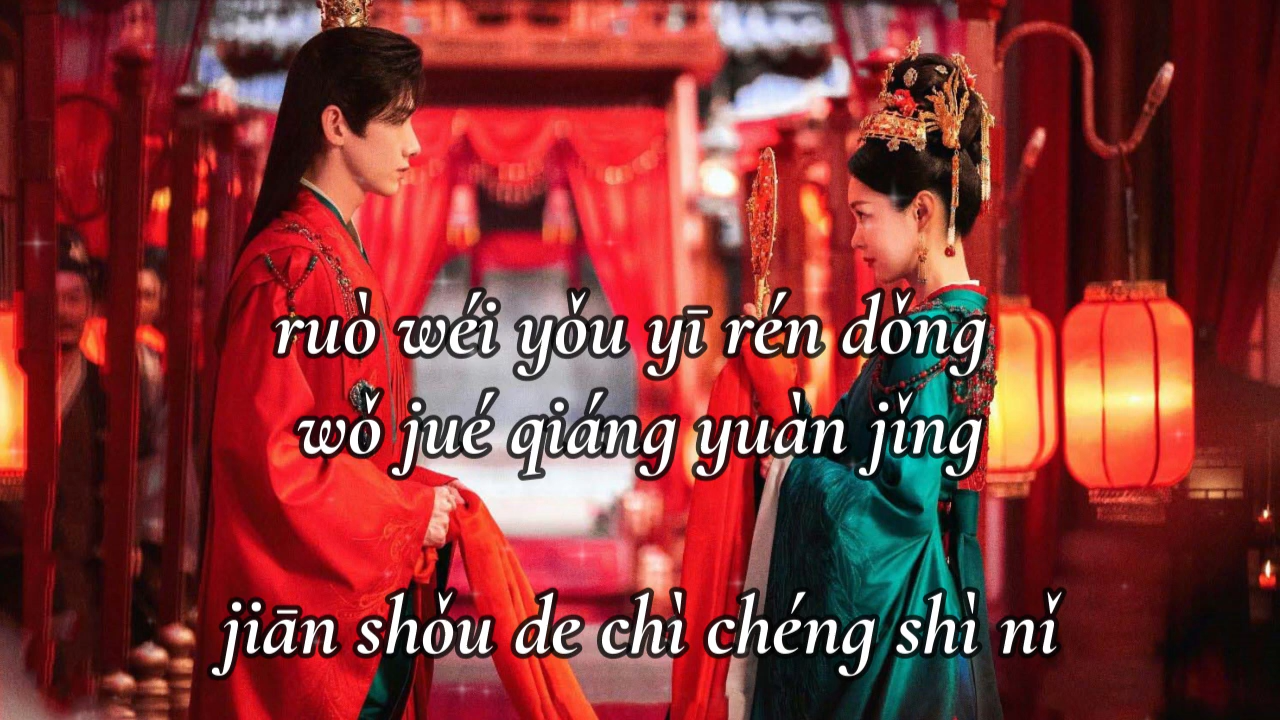 ruò wéi yǒu yī rén dǒng
wǒ jué qiáng yuàn jǐng
jiān shǒu de chì chéng shì nǐ